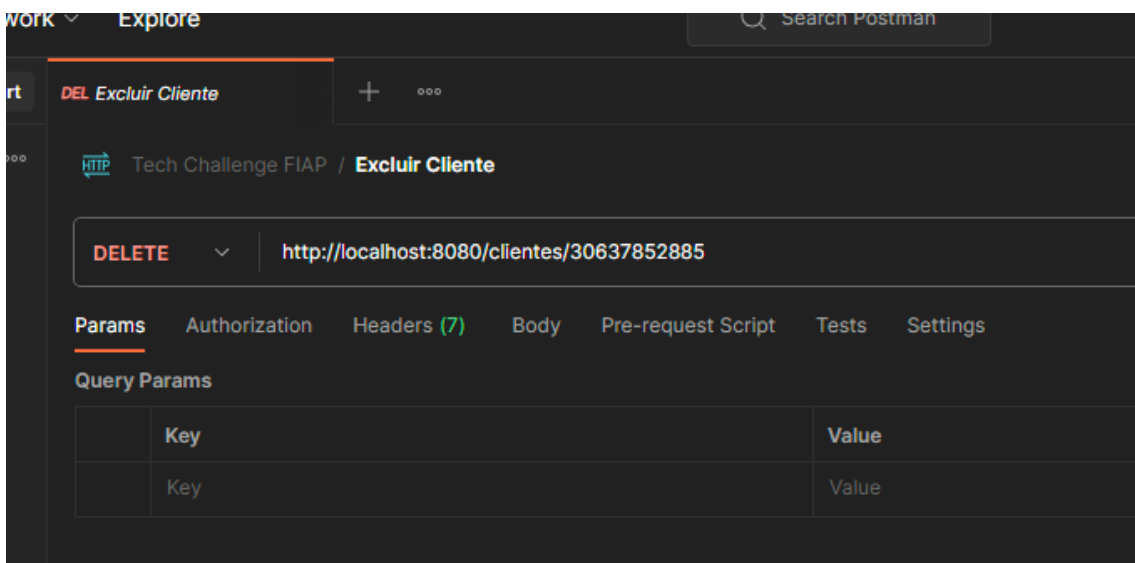 work Explore Search Postman
rt DEL Excluir Cliente
HTTP Tech Challenge FIAP / Excluir Cliente
DELETE http://localhost:8080/clientes/30637852885
Params Authorization Headers (7) Body Pre-request Script Tests Settings
Query Params
Key Value
Key Value